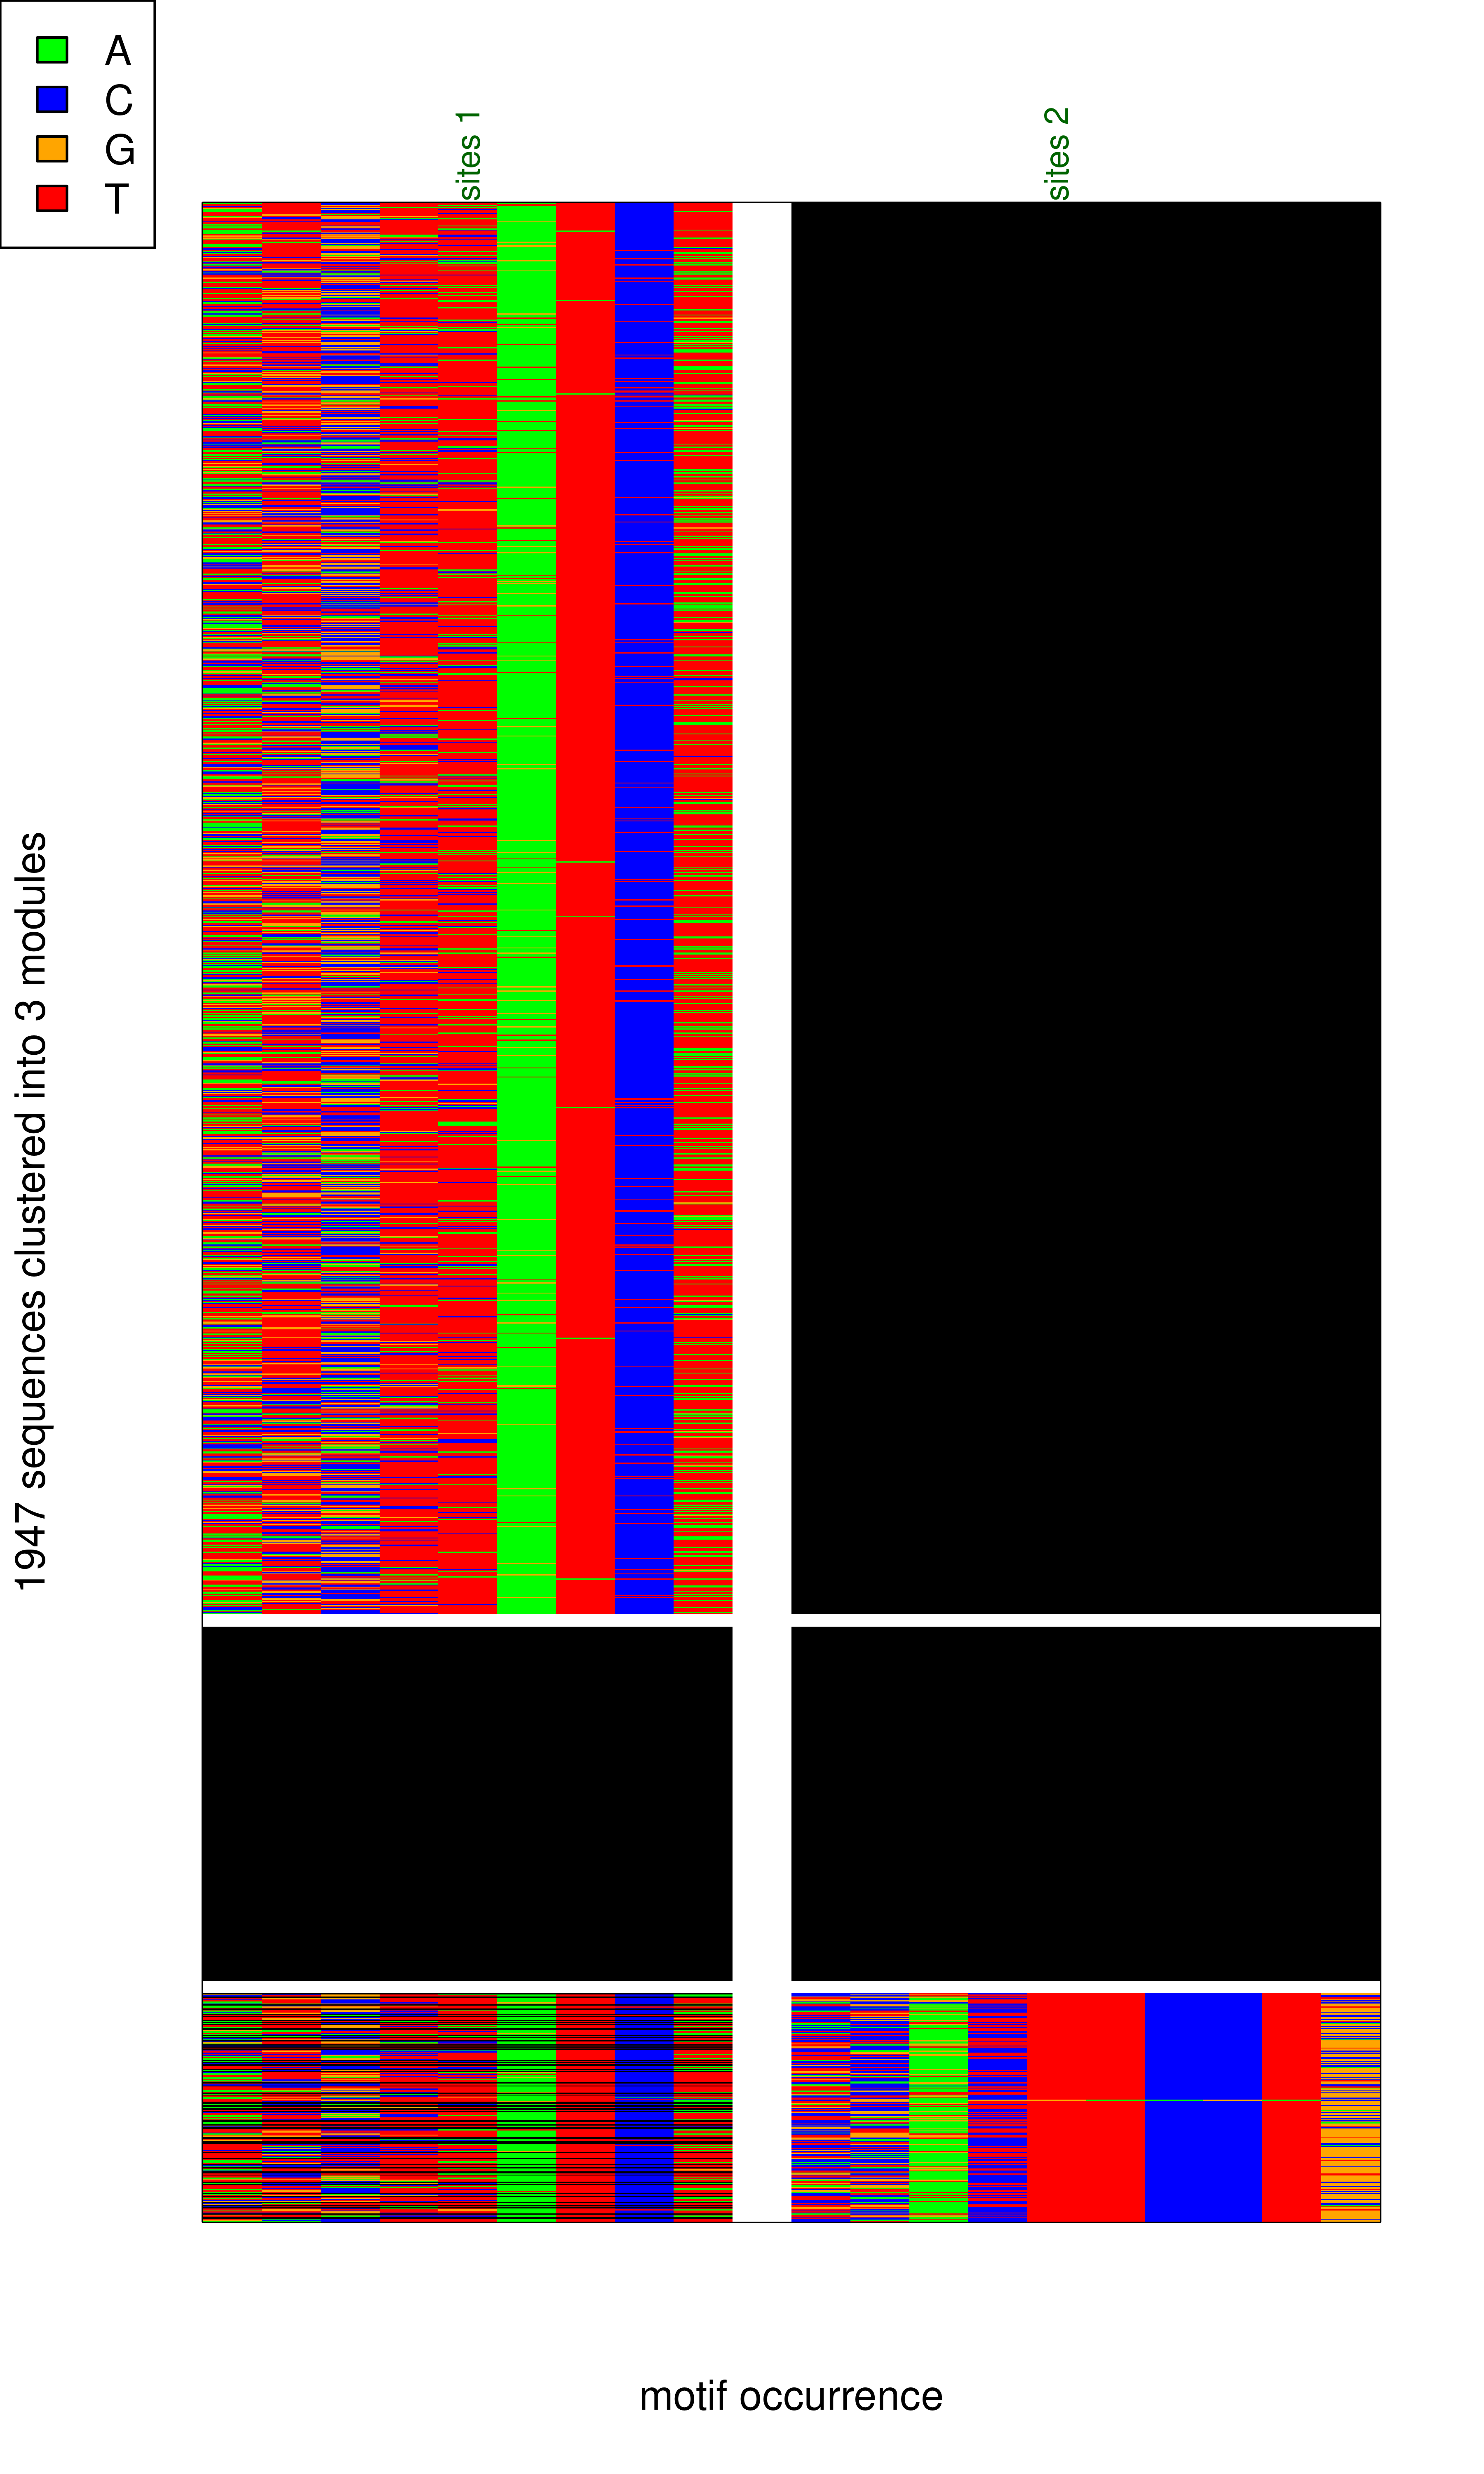 A
C
G
T
sites 1
sites 2
1947 sequences clustered into 3 modules
motif occurrence